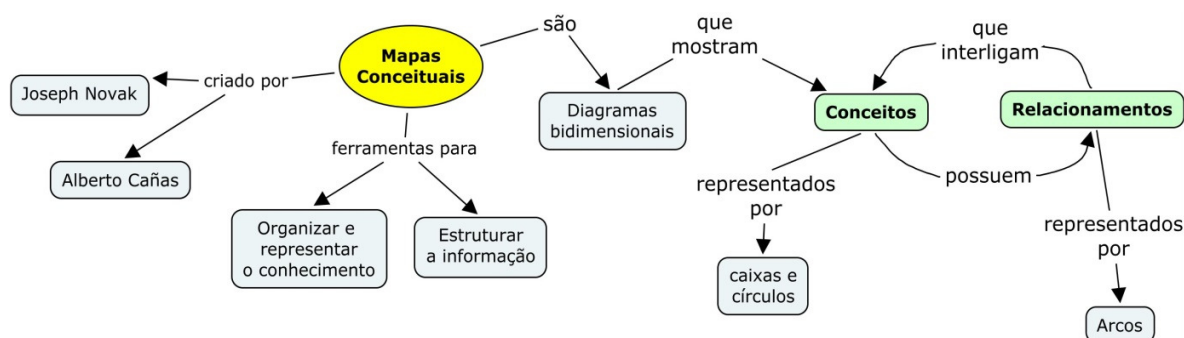 Mapas
Conceituais
são
que
mostram
que
interligam
criado por
Joseph Novak
Alberto Cañas
ferramentas para
Organizar e
representar
o conhecimento
Estruturar
a informação
Diagramas
bidimensionais
Conceitos
Relacionamentos
possuem
representados
por
caixas e
círculos
representados
por
Arcos